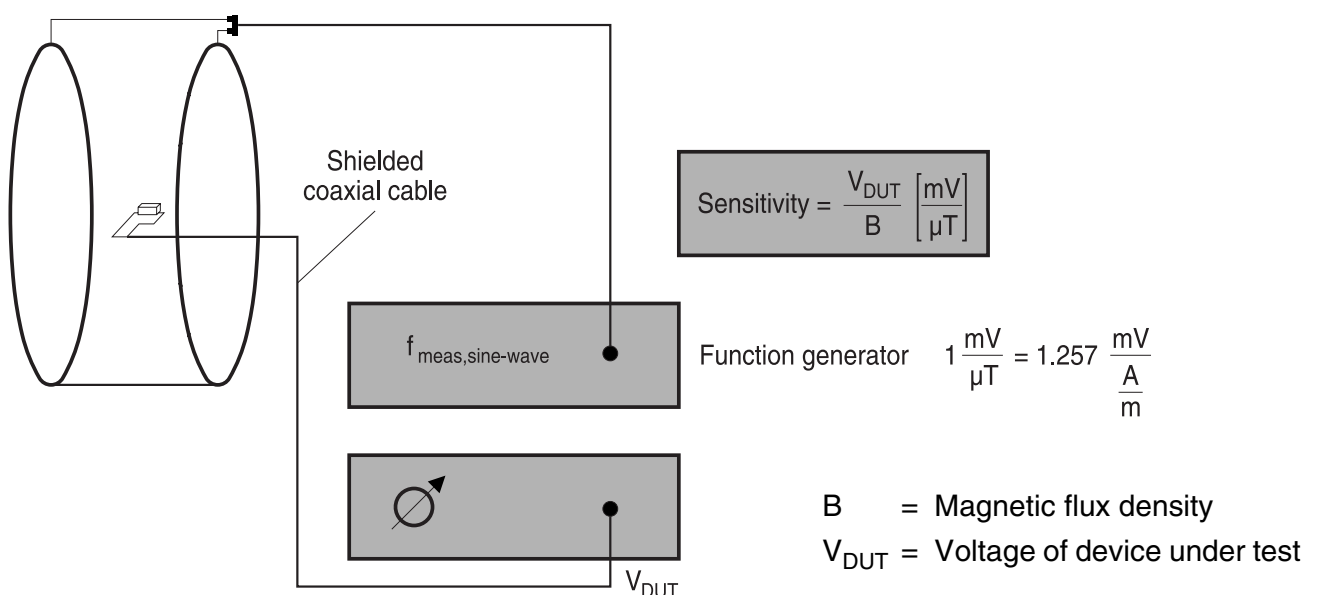 Shielded
coaxial cable
Sensitivity = V_DUT / B [mV / µT]
f meas,sine-wave
Function generator 1 mV / µT = 1.257 mV / A / m
V_DUT
B = Magnetic flux density
V_DUT = Voltage of device under test